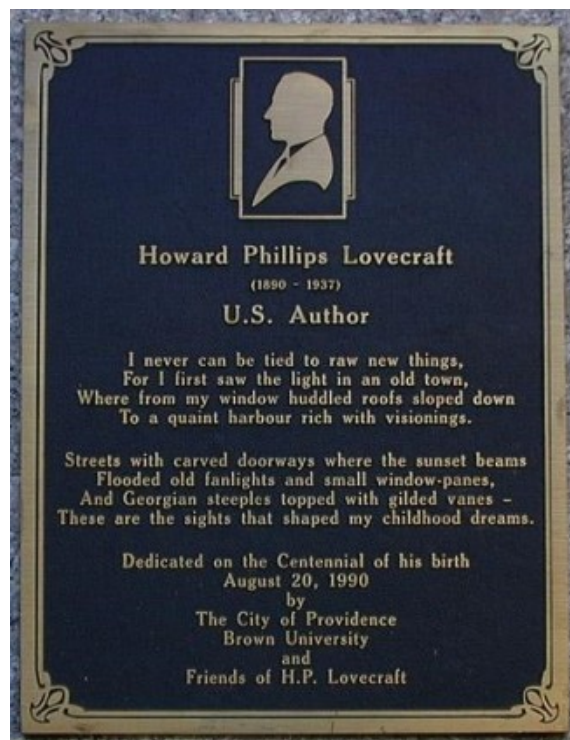 Howard Phillips Lovecraft
(1890 - 1937)
U.S. Author
I never can be tied to raw new things,
For I first saw the light in an old town,
Where from my window huddled roofs sloped down
To a quaint harbour rich with visionings.
Streets with carved doorways where the sunset beams
Flooded old fanlights and small window-panes,
And Georgian steeples topped with gilded vanes –
These are the sights that shaped my childhood dreams.
Dedicated on the Centennial of his birth
August 20, 1990
by
The City of Providence
Brown University
and
Friends of H.P. Lovecraft